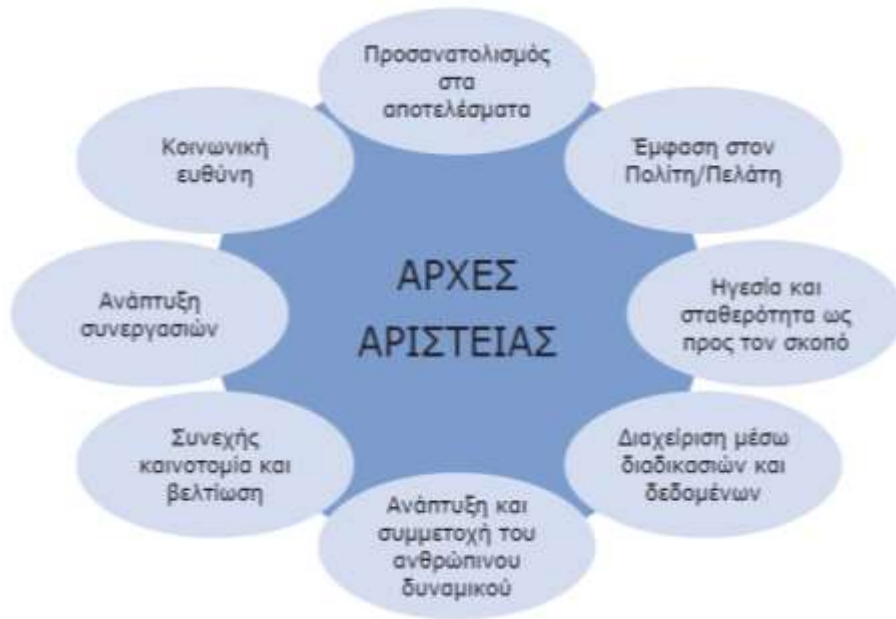 Προσανατολισμός
στα
αποτελέσματα
Έμφαση στον
Πολίτη/Πελάτη
Ηγεσία και
σταθερότητα ως
προς τον σκοπό
Διαχείριση μέσω
διαδικασιών και
δεδομένων
Ανάπτυξη και
συμμετοχή του
ανθρώπινου
δυναμικού
Συνεχής
καινοτομία και
βελτίωση
Ανάπτυξη
συνεργασιών
Κοινωνική
ευθύνη
ΑΡΧΕΣ
ΑΡΙΣΤΕΙΑΣ